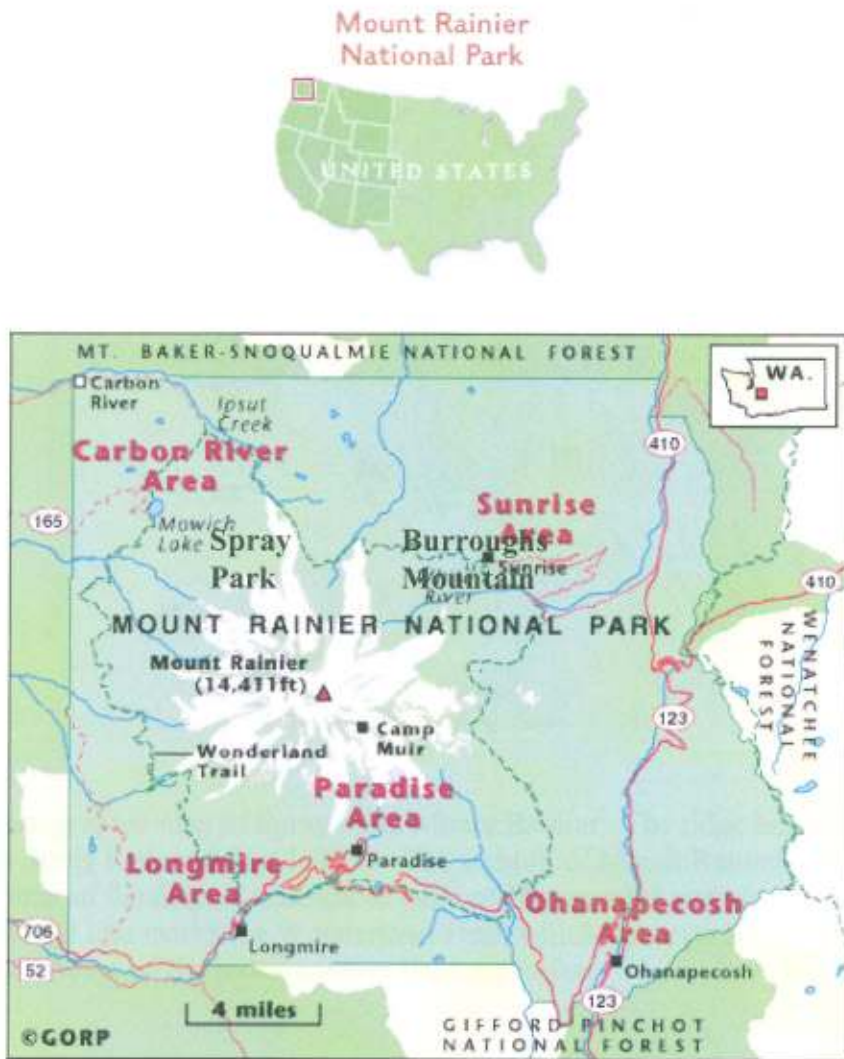 Mount Rainier
National Park
UNITED STATES
MT. BAKER-SNOQUALMIE NATIONAL FOREST
WA.
Carbon
River
Ipsut
Creek
Carbon River
Area
410
Sunrise
Area
165
Mowich
Lake
Spray
Park
Burroughs
Mountain
Sunrise
River
410
MOUNT RAINIER NATIONAL PARK
WENATCHEE
NATIONAL
FOREST
Mount Rainier
(14,411ft)
123
Camp
Muir
Wonderland
Trail
Paradise
Area
Paradise
Longmire
Area
Ohanapecosh
Area
706
Longmire
52
Ohanapecosh
4 miles
123
©GORP
GIFFORD PINCHOT
NATIONAL FOREST